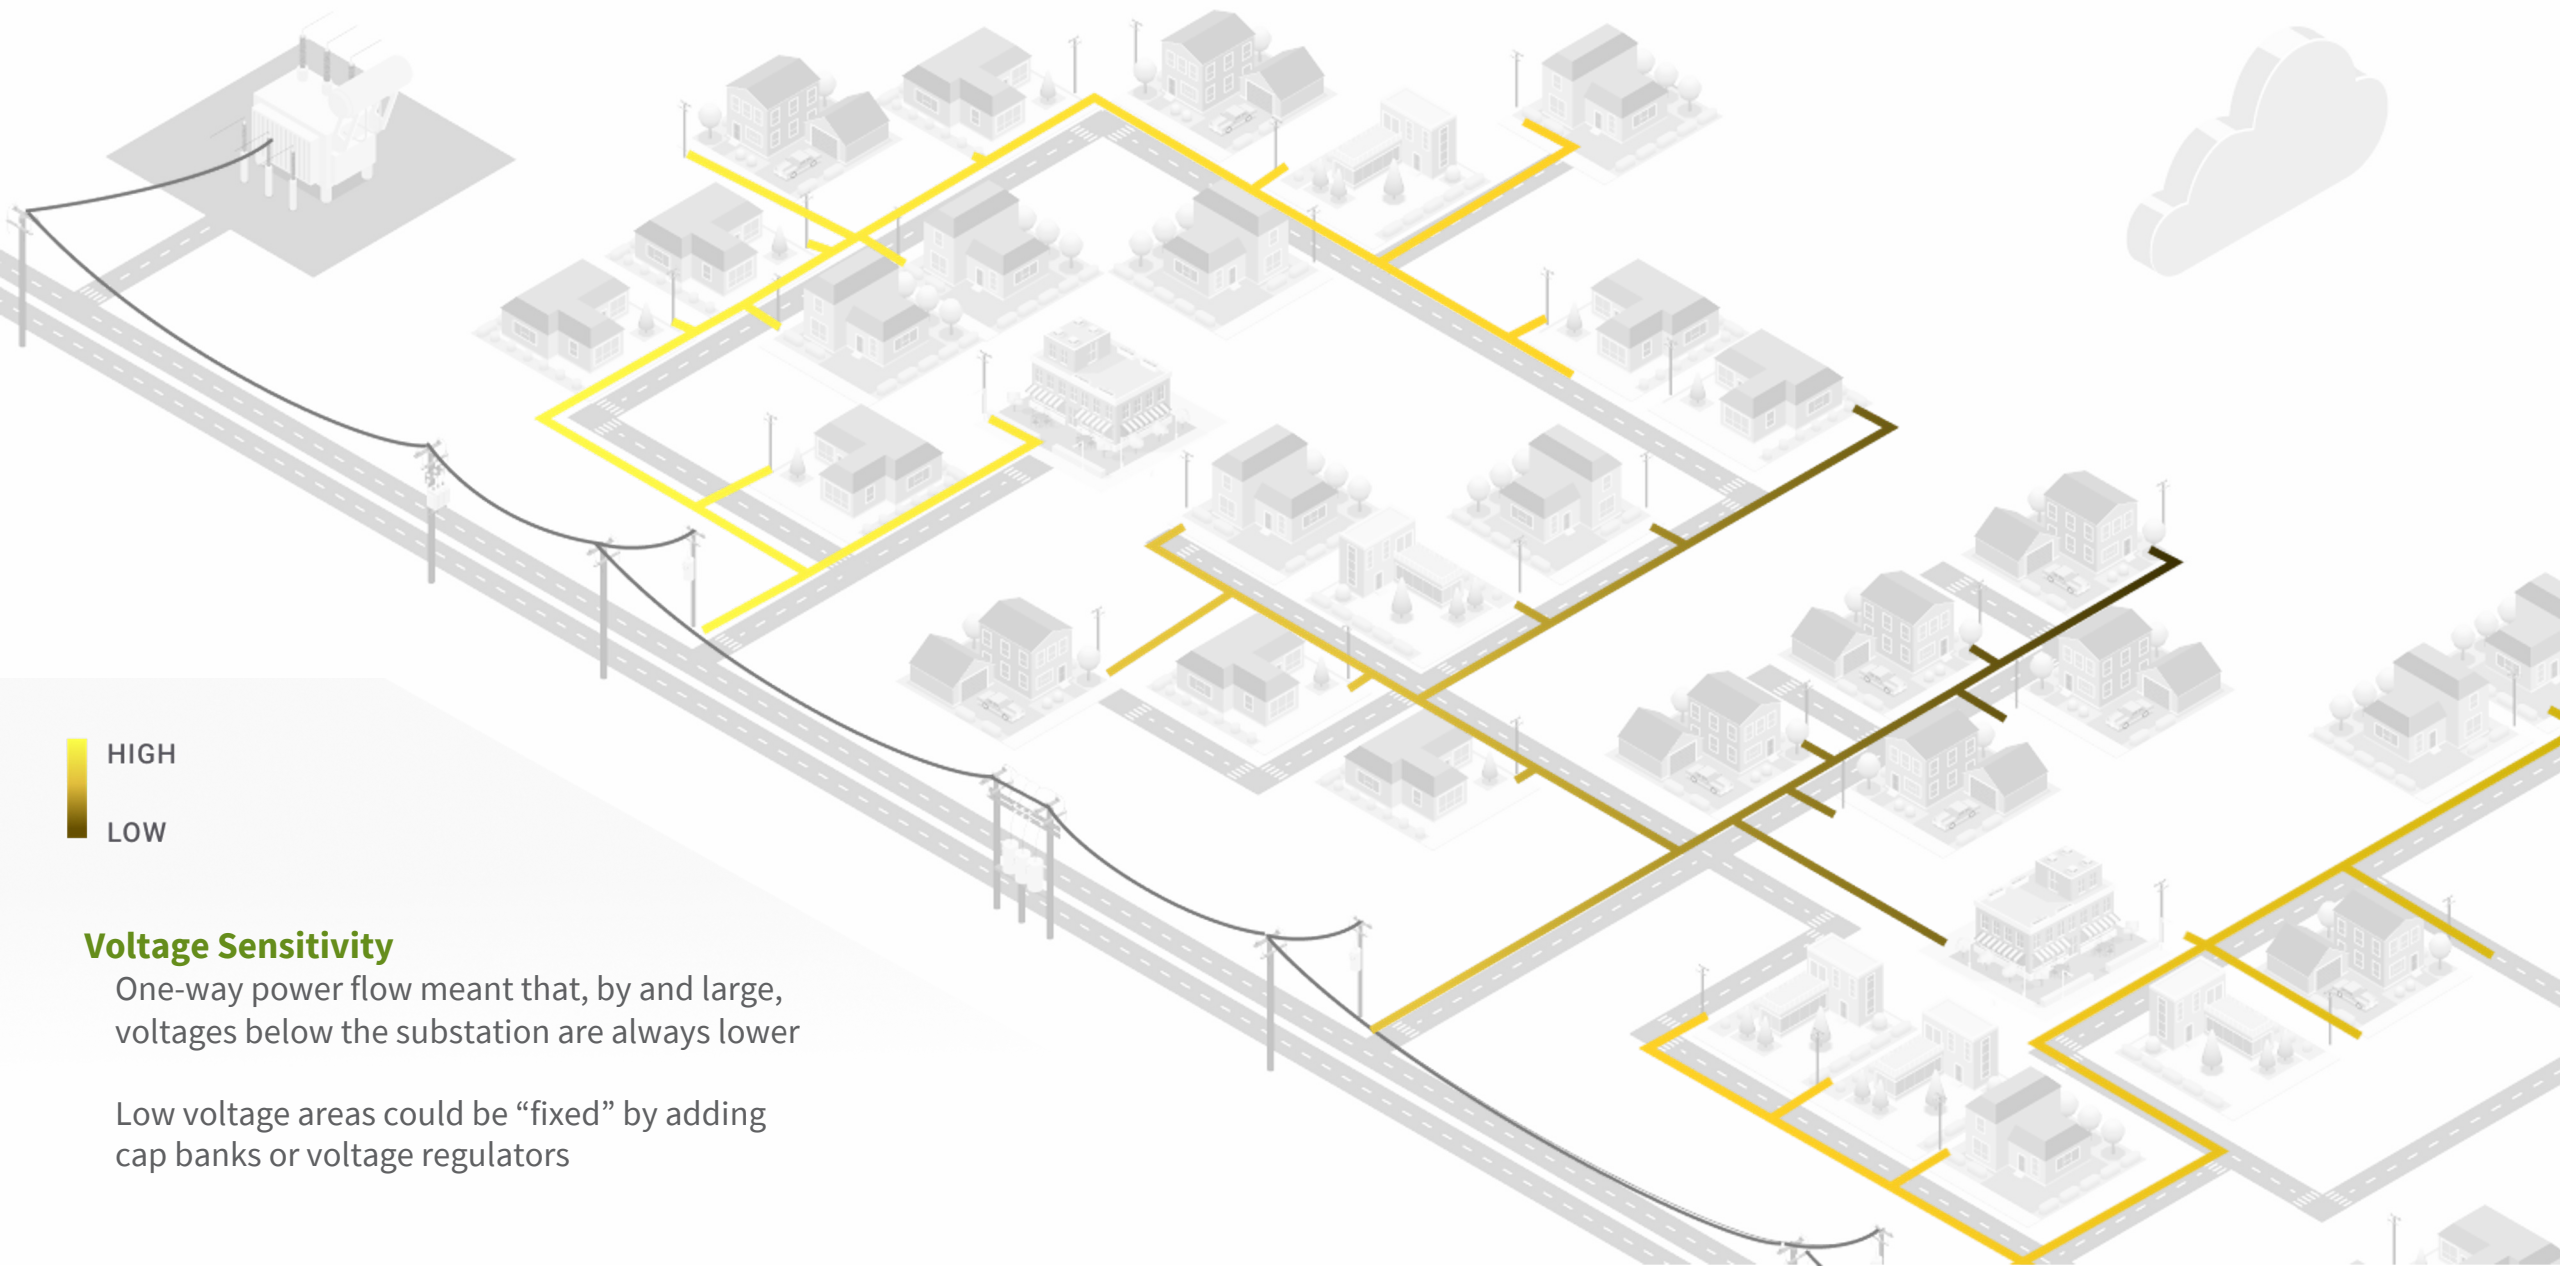 HIGH
LOW
Voltage Sensitivity
One-way power flow meant that, by and large,
voltages below the substation are always lower
Low voltage areas could be “fixed” by adding
cap banks or voltage regulators